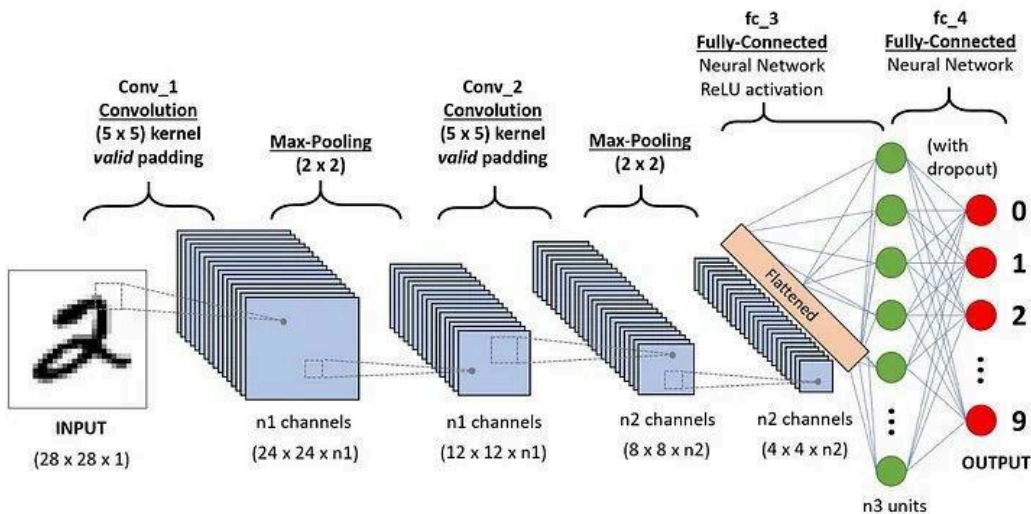 fc_3
Fully-Connected
Neural Network
ReLU activation
fc_4
Fully-Connected
Neural Network
Conv_1
Convolution
(5 x 5) kernel
valid padding
Max-Pooling
(2 x 2)
Conv_2
Convolution
(5 x 5) kernel
valid padding
Max-Pooling
(2 x 2)
(with
dropout)
Flattened
0
1
2
9
INPUT
(28 x 28 x 1)
n1 channels
(24 x 24 x n1)
n1 channels
(12 x 12 x n1)
n2 channels
(8 x 8 x n2)
n2 channels
(4 x 4 x n2)
OUTPUT
n3 units